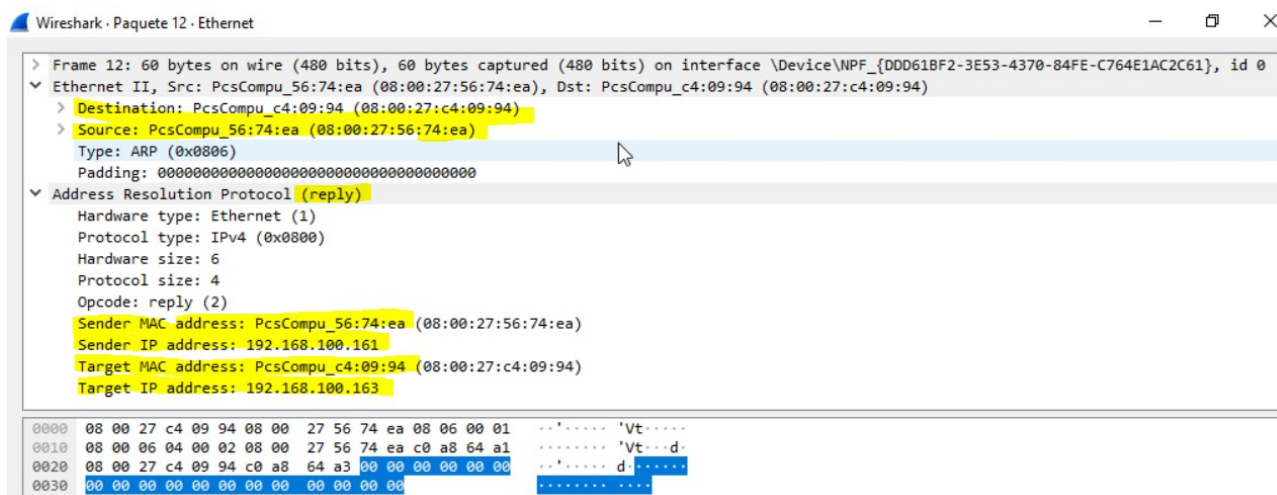 Wireshark · Paquete 12 · Ethernet
Frame 12: 60 bytes on wire (480 bits), 60 bytes captured (480 bits) on interface \Device\NPF_{DDD61BF2-3E53-4370-84FE-C764E1AC2C61}, id 0
Ethernet II, Src: PcsCompu_56:74:ea (08:00:27:56:74:ea), Dst: PcsCompu_c4:09:94 (08:00:27:c4:09:94)
Destination: PcsCompu_c4:09:94 (08:00:27:c4:09:94)
Source: PcsCompu_56:74:ea (08:00:27:56:74:ea)
Type: ARP (0x0806)
Padding: 000000000000000000000000000000000000
Address Resolution Protocol (reply)
Hardware type: Ethernet (1)
Protocol type: IPv4 (0x0800)
Hardware size: 6
Protocol size: 4
Opcode: reply (2)
Sender MAC address: PcsCompu_56:74:ea (08:00:27:56:74:ea)
Sender IP address: 192.168.100.161
Target MAC address: PcsCompu_c4:09:94 (08:00:27:c4:09:94)
Target IP address: 192.168.100.163
0000 08 00 27 c4 09 94 08 00 27 56 74 ea 08 06 00 01 ··'····· 'Vt·····
0010 08 00 06 04 00 02 08 00 27 56 74 ea c0 a8 64 a1 ········ 'Vt···d·
0020 08 00 27 c4 09 94 c0 a8 64 a3 00 00 00 00 00 00 ··'····· d·······
0030 00 00 00 00 00 00 00 00 00 00 00 00 ········ ····